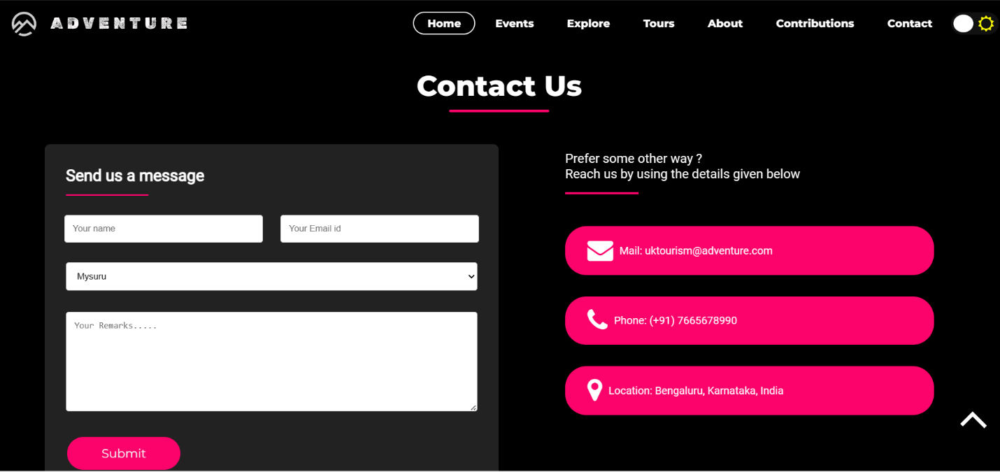 ADVENTURE
Home Events Explore Tours About Contributions Contact
Contact Us
Send us a message
Your name
Your Email id
Mysuru
Your Remarks.....
Submit
Prefer some other way ?
Reach us by using the details given below
Mail: uktourism@adventure.com
Phone: (+91) 7665678990
Location: Bengaluru, Karnataka, India